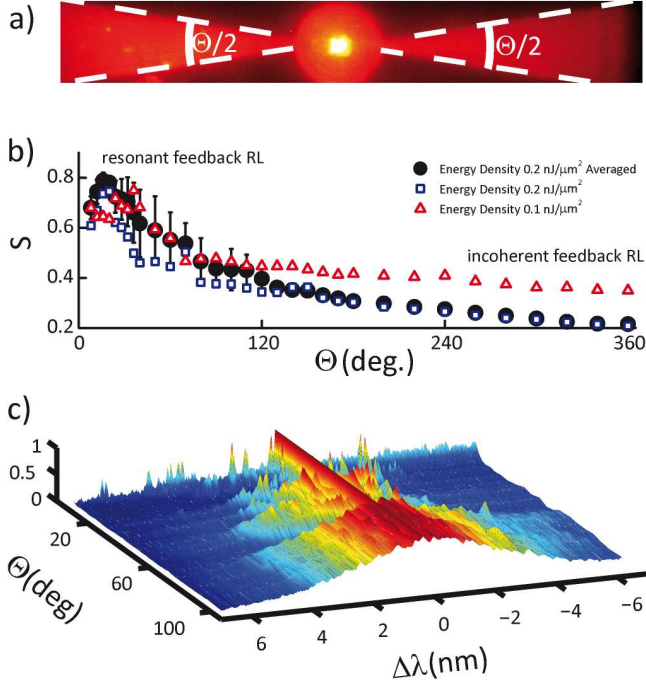 a)
Θ/2
Θ/2
b)
resonant feedback RL
Energy Density 0.2 nJ/μm² Averaged
Energy Density 0.2 nJ/μm²
Energy Density 0.1 nJ/μm²
incoherent feedback RL
0.8
0.6
0.4
0.2
S
0
120
240
360
Θ (deg.)
c)
1
0.5
0
20
60
100
Θ(deg)
6
4
2
0
−2
−4
−6
Δλ(nm)